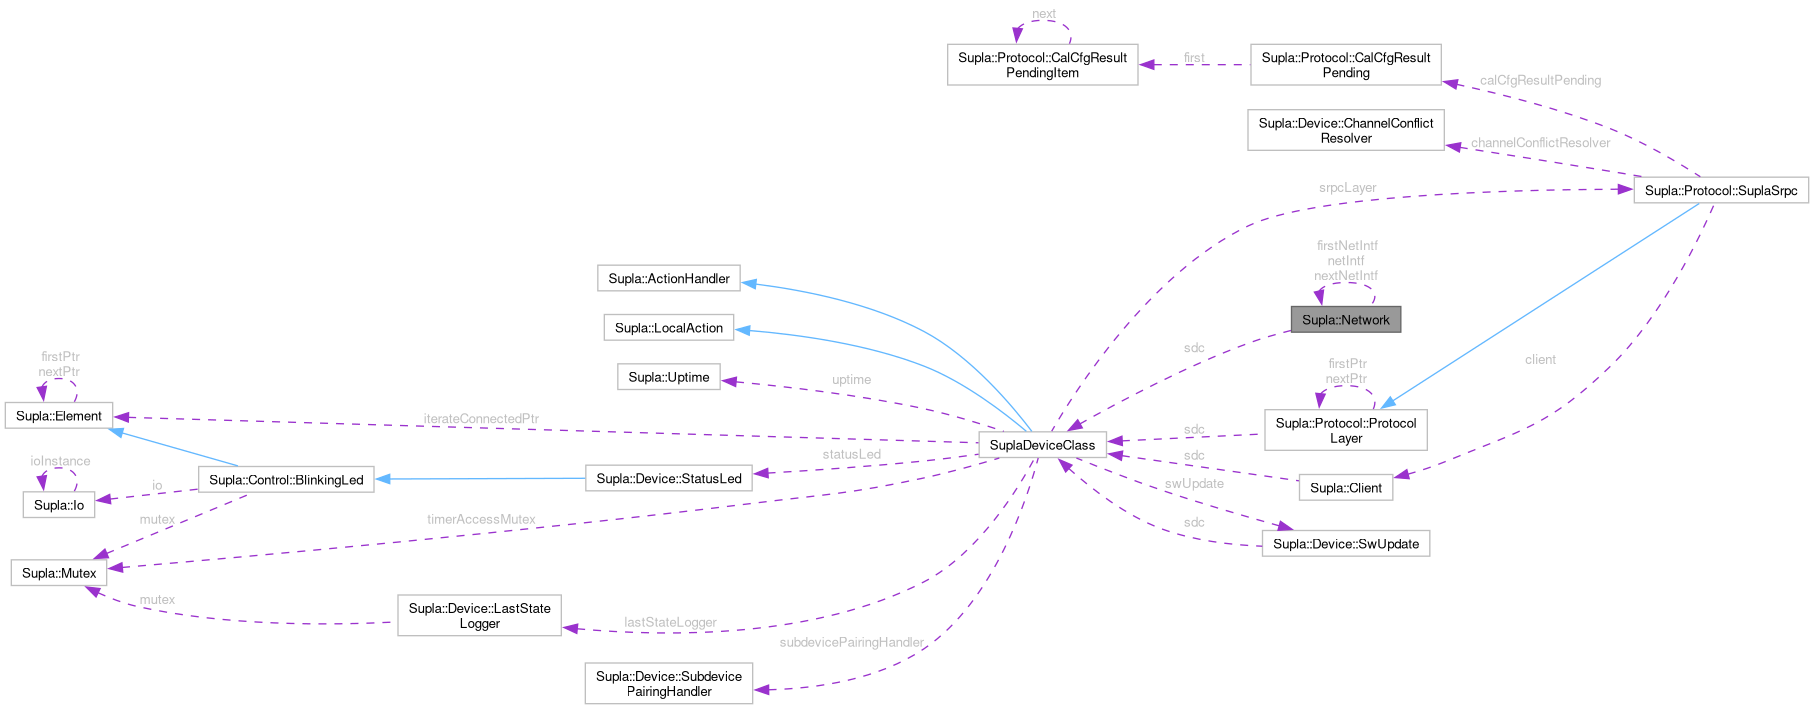 next
Supla::Protocol::CalCfgResult
PendingItem
first
Supla::Protocol::CalCfgResult
Pending
calCfgResultPending
Supla::Device::ChannelConflict
Resolver
channelConflictResolver
srpcLayer
Supla::Protocol::SuplaSrpc
firstNetIntf
netIntf
nextNetIntf
Supla::ActionHandler
Supla::LocalAction
Supla::Network
sdc
client
Supla::Uptime
uptime
firstPtr
nextPtr
firstPtr
nextPtr
Supla::Element
iterateConnectedPtr
Supla::Protocol::Protocol
Layer
sdc
SuplaDeviceClass
statusLed
sdc
ioInstance
io
Supla::Control::BlinkingLed
Supla::Device::StatusLed
swUpdate
Supla::Client
Supla::Io
mutex
timerAccessMutex
sdc
Supla::Device::SwUpdate
Supla::Mutex
mutex
Supla::Device::LastState
Logger
lastStateLogger
subdevicePairingHandler
Supla::Device::Subdevice
PairingHandler